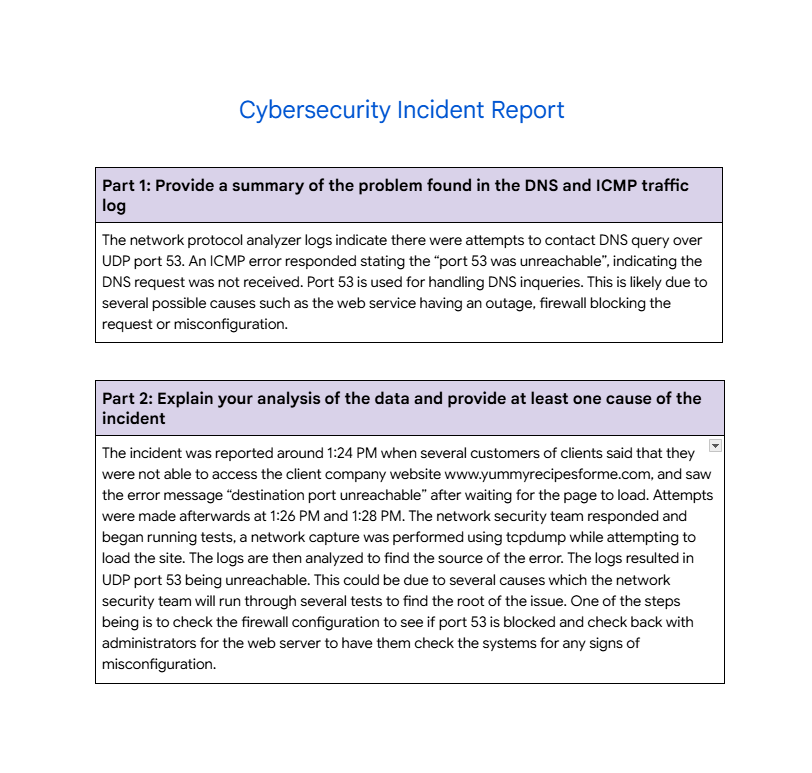 Cybersecurity Incident Report
Part 1: Provide a summary of the problem found in the DNS and ICMP traffic
log
The network protocol analyzer logs indicate there were attempts to contact DNS query over
UDP port 53. An ICMP error responded stating the “port 53 was unreachable”, indicating the
DNS request was not received. Port 53 is used for handling DNS inqueries. This is likely due to
several possible causes such as the web service having an outage, firewall blocking the
request or misconfiguration.
Part 2: Explain your analysis of the data and provide at least one cause of the
incident
The incident was reported around 1:24 PM when several customers of clients said that they
were not able to access the client company website www.yummyrecipesforme.com, and saw
the error message “destination port unreachable” after waiting for the page to load. Attempts
were made afterwards at 1:26 PM and 1:28 PM. The network security team responded and
began running tests, a network capture was performed using tcpdump while attempting to
load the site. The logs are then analyzed to find the source of the error. The logs resulted in
UDP port 53 being unreachable. This could be due to several causes which the network
security team will run through several tests to find the root of the issue. One of the steps
being is to check the firewall configuration to see if port 53 is blocked and check back with
administrators for the web server to have them check the systems for any signs of
misconfiguration.